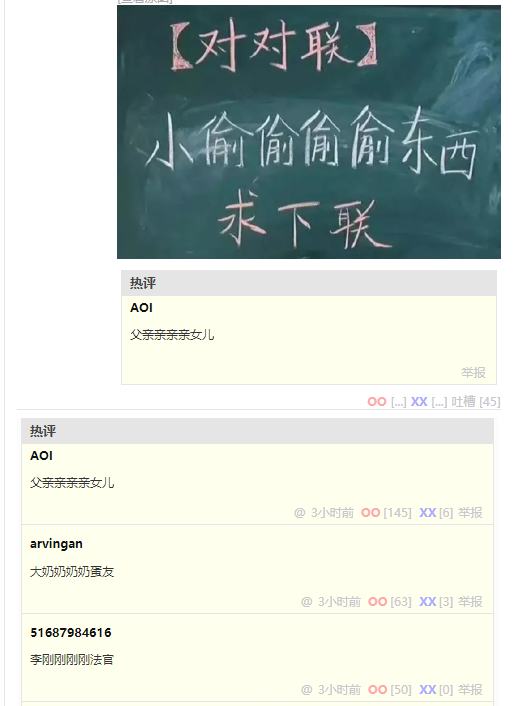 【对对联】
小偷偷偷偷东西
求下联
热评
AOI
父亲亲亲亲女儿
举报
OO [...] XX [...] 吐槽 [45]
热评
AOI
父亲亲亲亲女儿
@ 3小时前 OO [145] XX [6] 举报
arvingan
大奶奶奶奶蛋友
@ 3小时前 OO [63] XX [3] 举报
51687984616
李刚刚刚刚法官
@ 3小时前 OO [50] XX [0] 举报